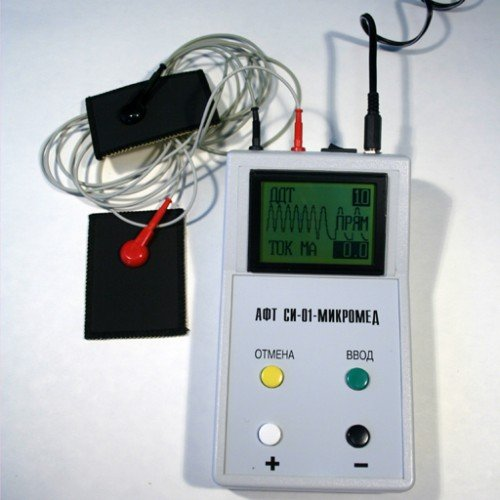 ДДТ 10
ПРЯМ
ТОК МА 0.0
АФТ СИ-01-МИКРОМЕД
ОТМЕНА ВВОД
+ −